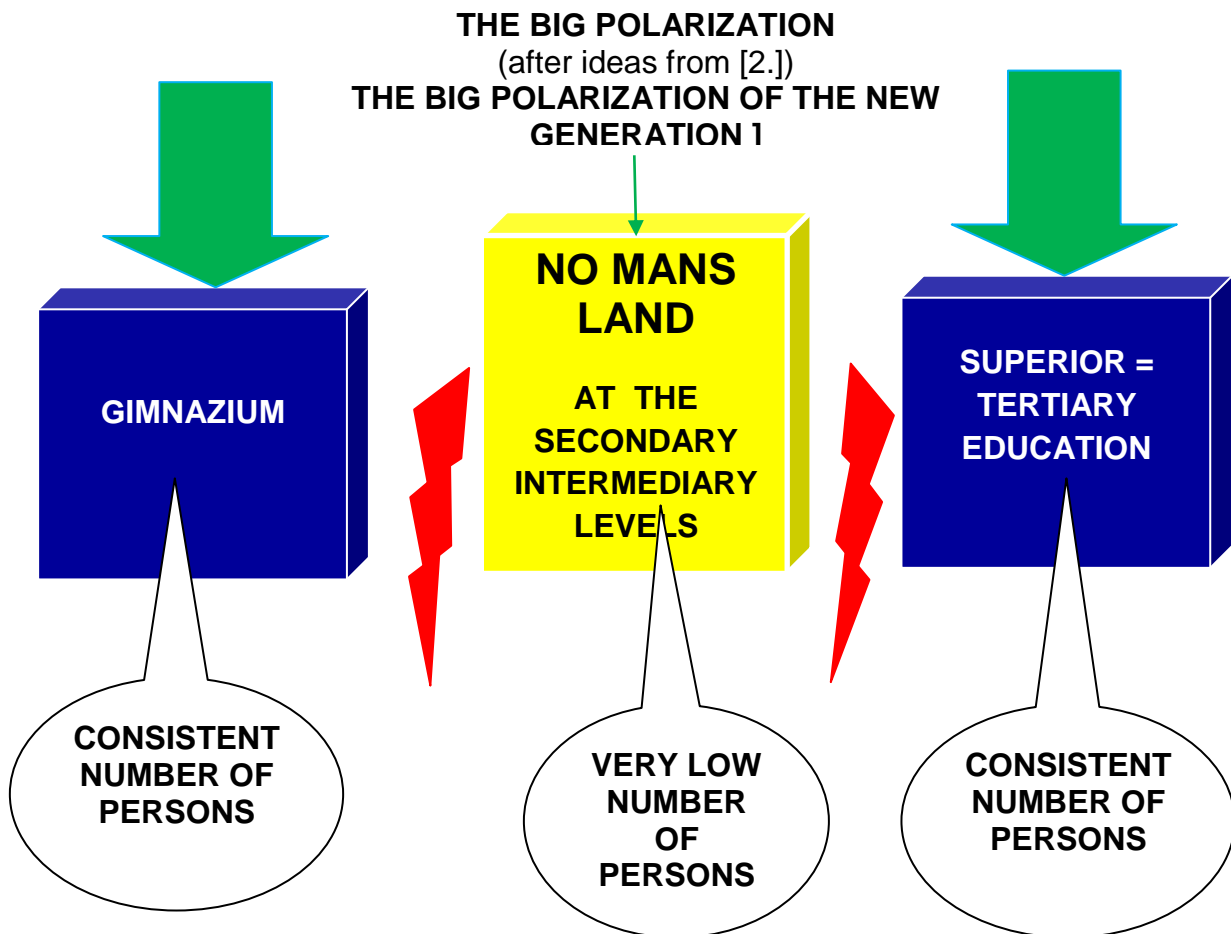 THE BIG POLARIZATION
(after ideas from [2.])
THE BIG POLARIZATION OF THE NEW
GENERATION
GIMNAZIUM
NO MANS
LAND
AT THE
SECONDARY
INTERMEDIARY
LEVELS
SUPERIOR =
TERTIARY
EDUCATION
CONSISTENT
NUMBER OF
PERSONS
VERY LOW
NUMBER
OF
PERSONS
CONSISTENT
NUMBER OF
PERSONS